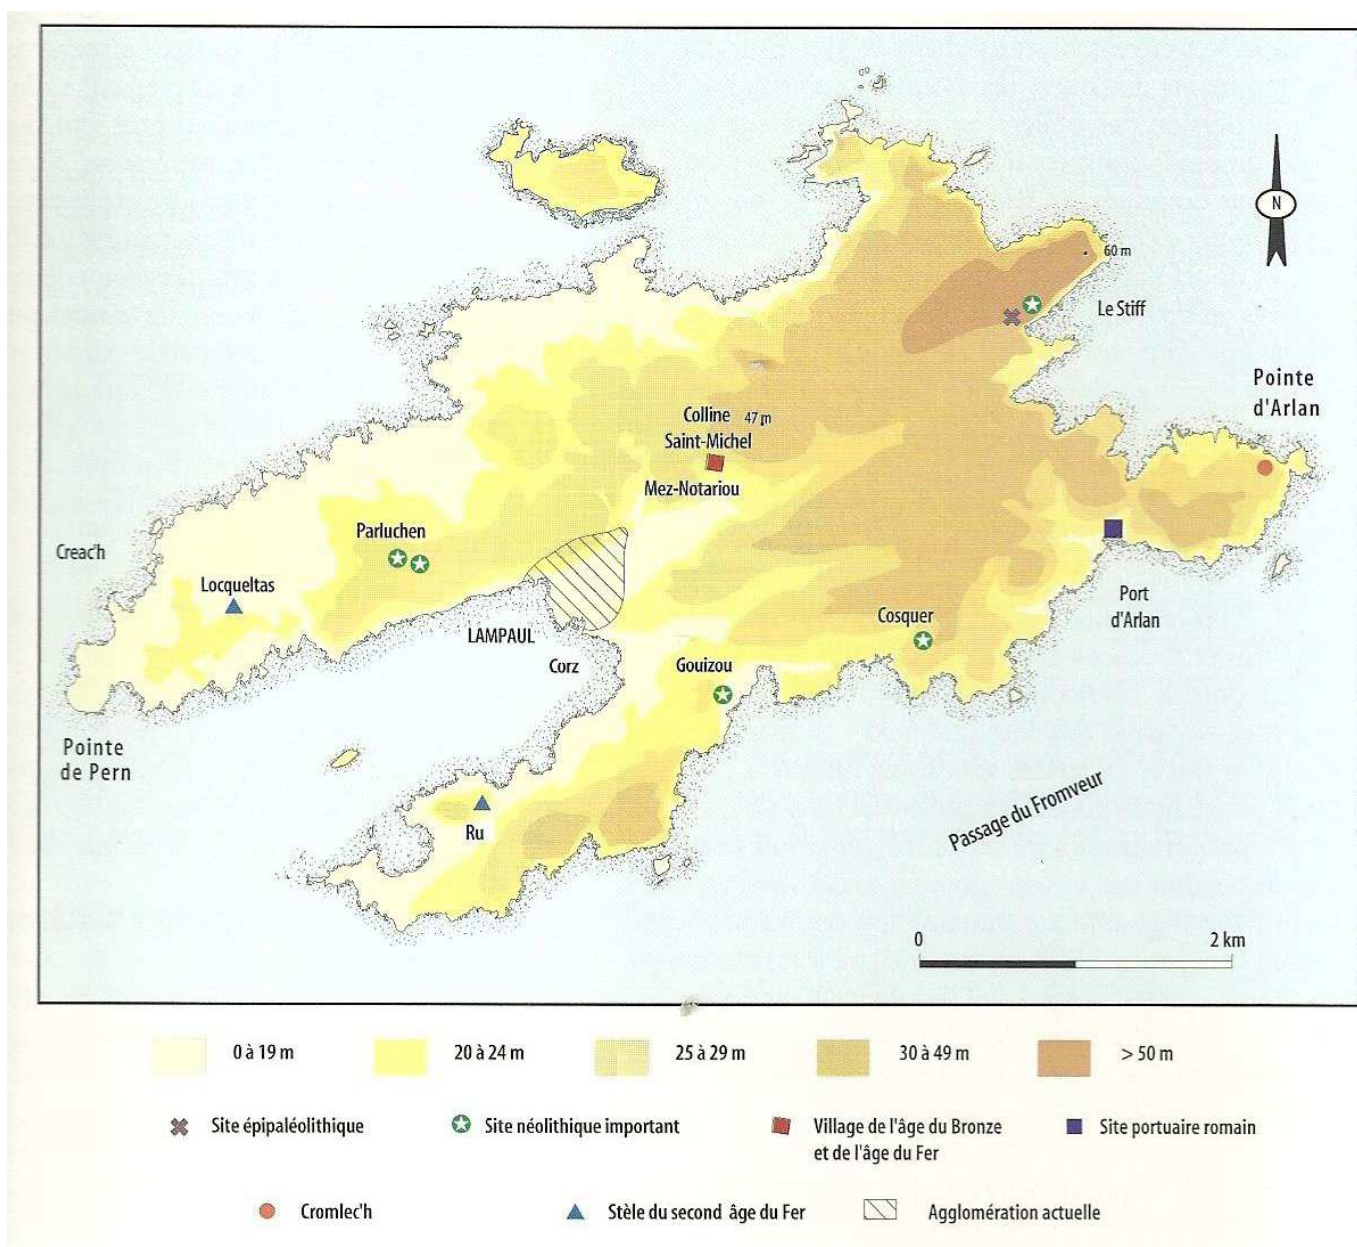 N
60 m
Le Stiff
Pointe
d'Arlan
Colline 47 m
Saint-Michel
Mez-Notariou
Parluchen
Creac'h
Locqueltas
Port
d'Arlan
Cosquer
LAMPAUL
Corz
Gouizou
Pointe
de Pern
Ru
Passage du Fromveur
0 2 km
0 à 19 m 20 à 24 m 25 à 29 m 30 à 49 m > 50 m
Site épipaléolithique Site néolithique important Village de l'âge du Bronze Site portuaire romain
et de l'âge du Fer
Cromlec'h Stèle du second âge du Fer Agglomération actuelle